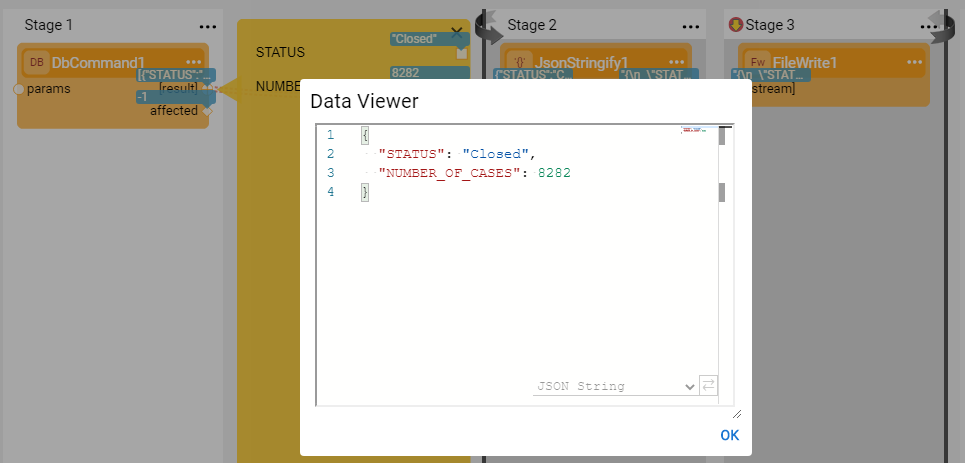 Stage 1
DB DbCommand1
[{"STATUS":"...
params
[result]
-1
affected
"Closed"
STATUS
8282
NUMBE
Stage 2
'{}' JsonStringify1
{"STATUS":"C...
"{\n \"STAT...
Stage 3
Fw FileWrite1
"{\n \"STAT...
stream]
Data Viewer
1 {
2 "STATUS": "Closed",
3 "NUMBER_OF_CASES": 8282
4 }
JSON String
OK